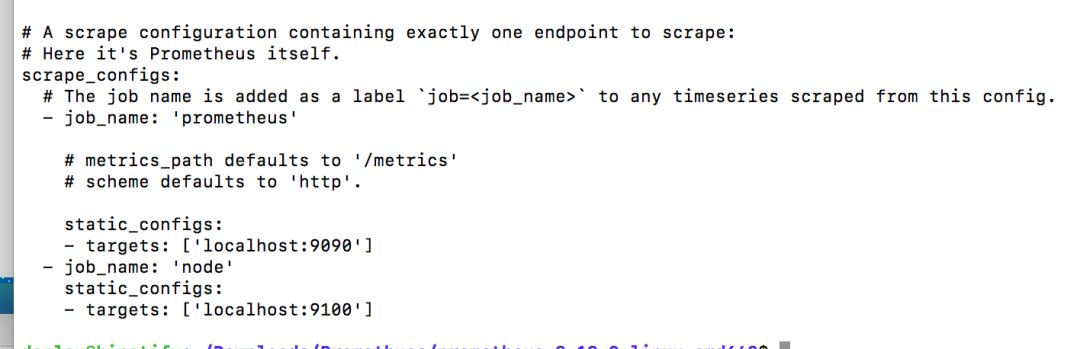 # A scrape configuration containing exactly one endpoint to scrape:
# Here it's Prometheus itself.
scrape_configs:
  # The job name is added as a label `job=<job_name>` to any timeseries scraped from this config.
  - job_name: 'prometheus'

    # metrics_path defaults to '/metrics'
    # scheme defaults to 'http'.

    static_configs:
    - targets: ['localhost:9090']
  - job_name: 'node'
    static_configs:
    - targets: ['localhost:9100']